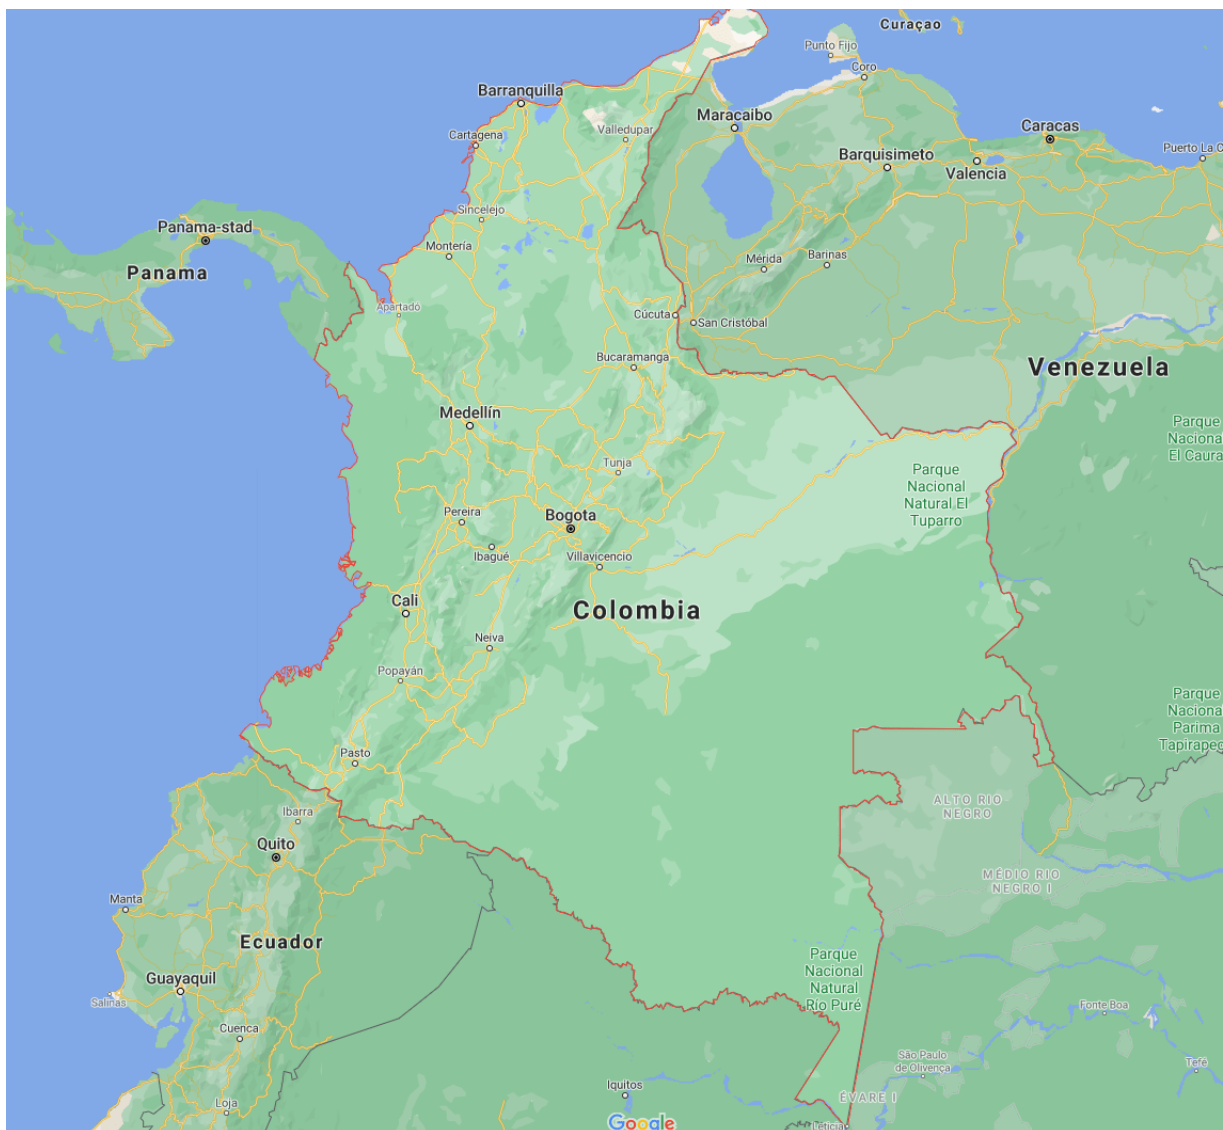 Curaçao
Punto Fijo
Coro
Barranquilla
Maracaibo
Caracas
Cartagena
Valledupar
Barquisimeto
Valencia
Puerto La C
Sincelejo
Panama-stad
Montería
Mérida
Barinas
Panama
Apartadó
Cúcuta
San Cristóbal
Bucaramanga
Venezuela
Medellín
Parque
Naciona
El Caura
Tunja
Parque
Nacional
Natural El
Tuparro
Pereira
Bogota
Ibagué
Villavicencio
Cali
Colombia
Neiva
Popayán
Parque
Naciona
Parima
Tapirapec
Pasto
Ibarra
ALTO RIO
NEGRO
Quito
MÉDIO RIO
NEGRO I
Manta
Ecuador
Parque
Nacional
Natural
Río Puré
Guayaquil
Salinas
Fonte Boa
Cuenca
São Paulo
de Olivença
Tefé
Iquitos
ÉVARE I
Loja
Google
Leticia